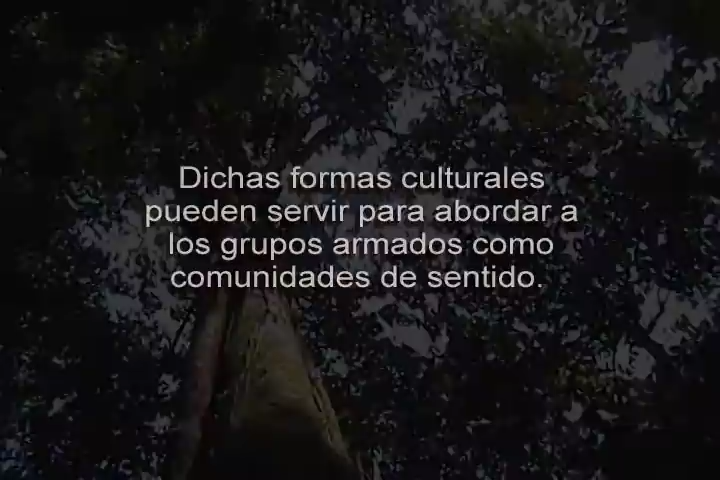 Dichas formas culturales
pueden servir para abordar a
los grupos armados como
comunidades de sentido.